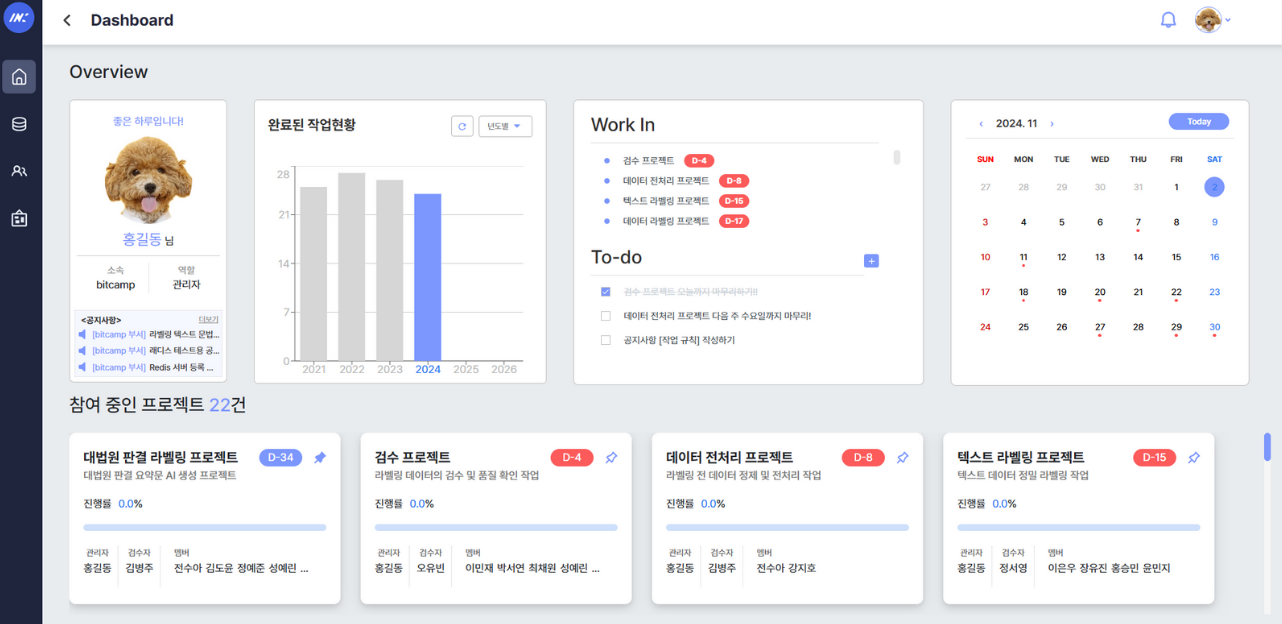 INC
Dashboard
Overview
좋은 하루입니다!
홍길동 님
소속 역할
bitcamp 관리자
<공지사항> 더보기
[bitcamp 부서] 라벨링 텍스트 문법...
[bitcamp 부서] 래디스 테스트용 공...
[bitcamp 부서] Redis 서버 등록 ...
완료된 작업현황
년도별
28
21
14
7
0
2021 2022 2023 2024 2025 2026
Work In
검수 프로젝트 D-4
데이터 전처리 프로젝트 D-8
텍스트 라벨링 프로젝트 D-15
데이터 라벨링 프로젝트 D-17
To-do
+
검수 프로젝트 오늘까지 마무리하기!!
데이터 전처리 프로젝트 다음 주 수요일까지 마무리!
공지사항 [작업 규칙] 작성하기
‹ 2024. 11 ›
Today
SUN MON TUE WED THU FRI SAT
27 28 29 30 31 1 2
3 4 5 6 7 8 9
10 11 12 13 14 15 16
17 18 19 20 21 22 23
24 25 26 27 28 29 30
참여 중인 프로젝트 22건
대법원 판결 라벨링 프로젝트 D-34
대법원 판결 요약문 AI 생성 프로젝트
진행률 0.0%
관리자 검수자 멤버
홍길동 김병주 전수아 김도윤 정예준 성예린 ...
검수 프로젝트 D-4
라벨링 데이터의 검수 및 품질 확인 작업
진행률 0.0%
관리자 검수자 멤버
홍길동 오유빈 이민재 박서연 최채원 성예린 ...
데이터 전처리 프로젝트 D-8
라벨링 전 데이터 정제 및 전처리 작업
진행률 0.0%
관리자 검수자 멤버
홍길동 김병주 전수아 강지호
텍스트 라벨링 프로젝트 D-15
텍스트 데이터 정밀 라벨링 작업
진행률 0.0%
관리자 검수자 멤버
홍길동 정서영 이은우 장유진 홍승민 윤민지